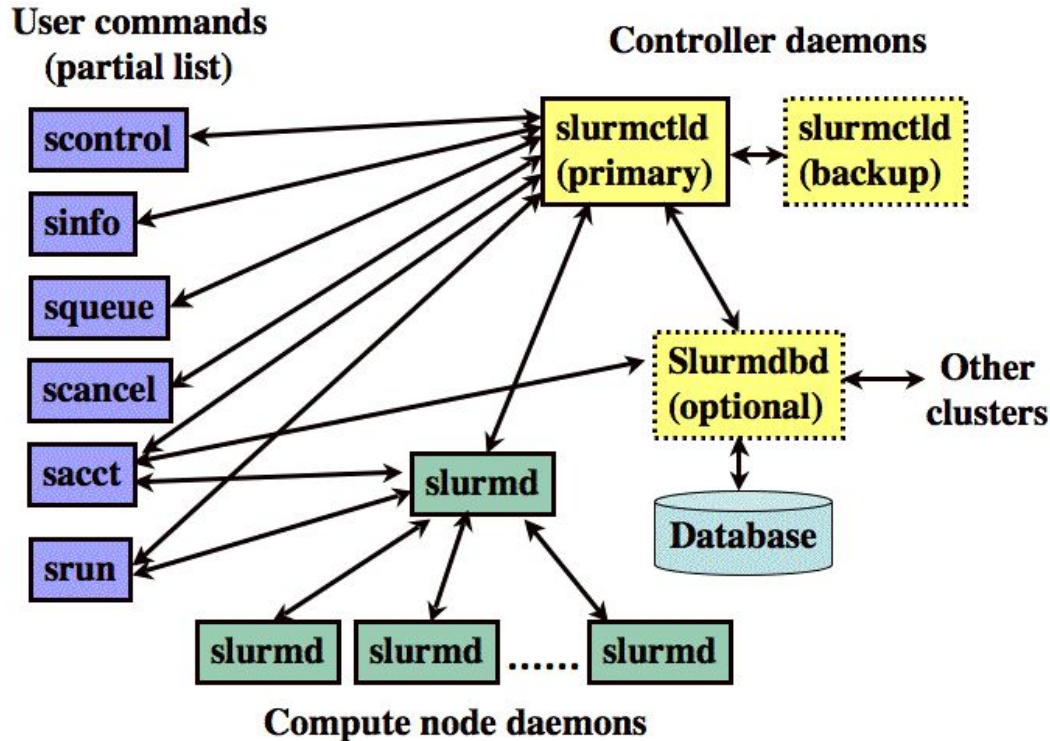 User commands
(partial list)
Controller daemons
scontrol
sinfo
squeue
scancel
sacct
srun
slurmctld
(primary)
slurmctld
(backup)
Slurmdbd
(optional)
Other
clusters
Database
slurmd
slurmd
slurmd
......
slurmd
Compute node daemons